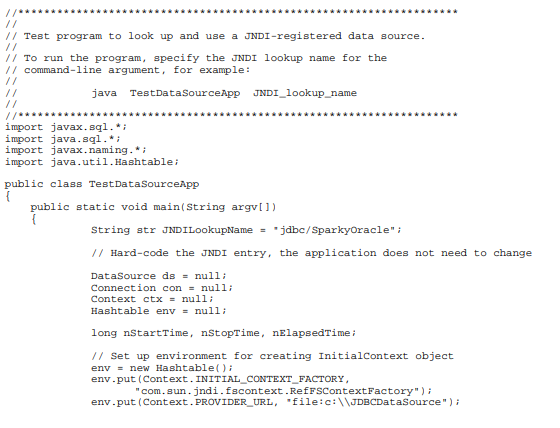 //********************************************************************
//
// Test program to look up and use a JNDI-registered data source.
//
// To run the program, specify the JNDI lookup name for the
// command-line argument, for example:
//
// java TestDataSourceApp JNDI_lookup_name
//
//********************************************************************
import javax.sql.*;
import java.sql.*;
import javax.naming.*;
import java.util.Hashtable;
public class TestDataSourceApp
{
public static void main(String argv[])
{
String str JNDILookupName = "jdbc/SparkyOracle";
// Hard-code the JNDI entry, the application does not need to change
DataSource ds = null;
Connection con = null;
Context ctx = null;
Hashtable env = null;
long nStartTime, nStopTime, nElapsedTime;
// Set up environment for creating InitialContext object
env = new Hashtable();
env.put(Context.INITIAL_CONTEXT_FACTORY,
"com.sun.jndi.fscontext.RefFSContextFactory");
env.put(Context.PROVIDER_URL, "file:c:\\JDBCDataSource");